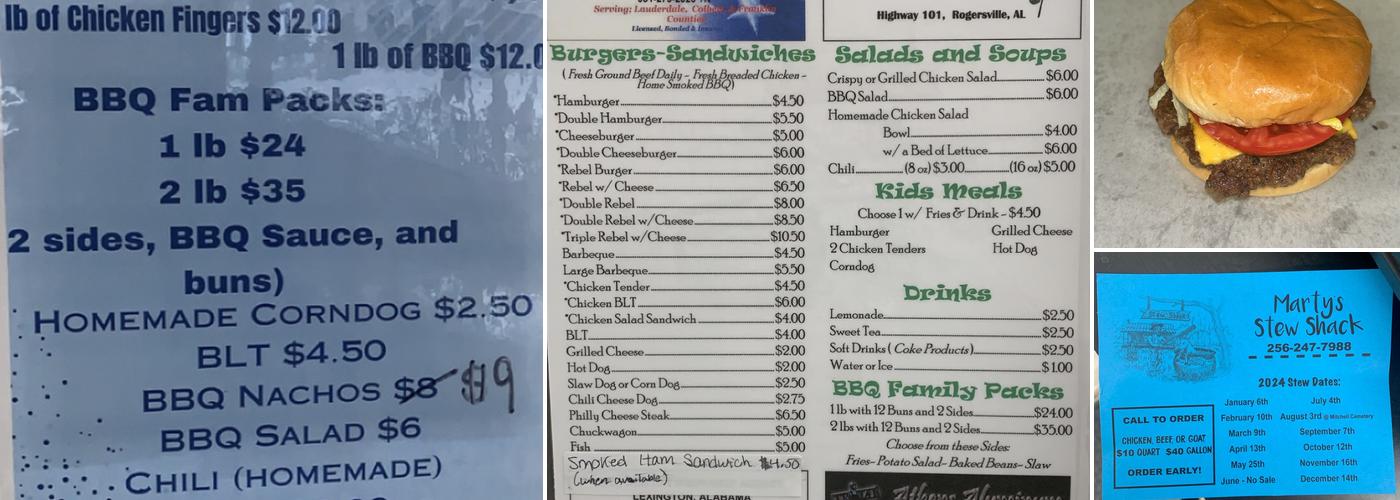 lb of Chicken Fingers $12.00
1 lb of BBQ $12.0
BBQ Fam Packs:
1 lb $24
2 lb $35
2 sides, BBQ Sauce, and
buns)
HOMEMADE CORNDOG $2.50
BLT $4.50
BBQ NACHOS $8 $9
BBQ SALAD $6
CHILI (HOMEMADE)
Serving: Lauderdale, Colbert & Franklin
Counties
Licensed, Bonded & Insured
Burgers-Sandwiches
( Fresh Ground Beef Daily ~ Fresh Breaded Chicken ~
Home Smoked BBQ)
*Hamburger $4.50
*Double Hamburger $5.50
*Cheeseburger $5.00
*Double Cheeseburger $6.00
*Rebel Burger $6.00
*Rebel w/ Cheese $6.50
*Double Rebel $8.00
*Double Rebel w/Cheese $8.50
*Triple Rebel w/Cheese $10.50
Barbeque $4.50
Large Barbeque $5.50
*Chicken Tender $4.50
*Chicken BLT $6.00
*Chicken Salad Sandwich $4.00
BLT $4.00
Grilled Cheese $2.00
Hot Dog $2.00
Slaw Dog or Corn Dog $2.50
Chili Cheese Dog $2.75
Philly Cheese Steak $6.50
Chuckwagon $5.00
Fish $5.00
Smoked Ham Sandwich $4.50
(when available)
LEXINGTON, ALABAMA
Highway 101, Rogersville, AL
Salads and Soups
Crispy or Grilled Chicken Salad $6.00
BBQ Salad $6.00
Homemade Chicken Salad
Bowl $4.00
w/ a Bed of Lettuce $6.00
Chili (8 oz) $3.00 (16 oz) $5.00
Kids Meals
Choose 1 w/ Fries & Drink ~ $4.50
Hamburger Grilled Cheese
2 Chicken Tenders Hot Dog
Corndog
Drinks
Lemonade $2.50
Sweet Tea $2.50
Soft Drinks ( Coke Products) $2.50
Water or Ice $1.00
BBQ Family Packs
1 lb with 12 Buns and 2 Sides $24.00
2 lbs with 12 Buns and 2 Sides $35.00
Choose from these Sides:
Fries~ Potato Salad~ Baked Beans~ Slaw
Stew Shack
Martys
Stew Shack
256-247-7988
2024 Stew Dates:
January 6th July 4th
February 10th August 3rd @ Mitchell Cemetery
March 9th September 7th
April 13th October 12th
May 25th November 16th
June - No Sale December 14th
CALL TO ORDER
CHICKEN, BEEF, OR GOAT
$10 QUART $40 GALLON
ORDER EARLY!